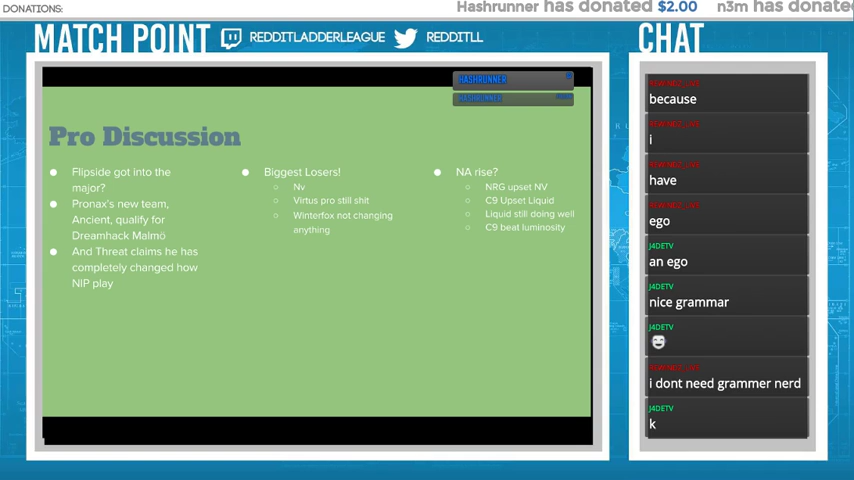 DONATIONS:
Hashrunner has donated $2.00 n3m has donate
MATCH POINT
REDDITLADDERLEAGUE
REDDITLL
CHAT
HASHRUNNER
HASHRUNNER
Pro Discussion
Flipside got into the
major?
Pronax's new team,
Ancient, qualify for
Dreamhack Malmö
And Threat claims he has
completely changed how
NIP play
Biggest Losers!
Nv
Virtus pro still shit
Winterfox not changing
anything
NA rise?
NRG upset NV
C9 Upset Liquid
Liquid still doing well
C9 beat luminosity
because
i
have
ego
J4DETV
an ego
J4DETV
nice grammar
J4DETV
i dont need grammer nerd
J4DETV
k